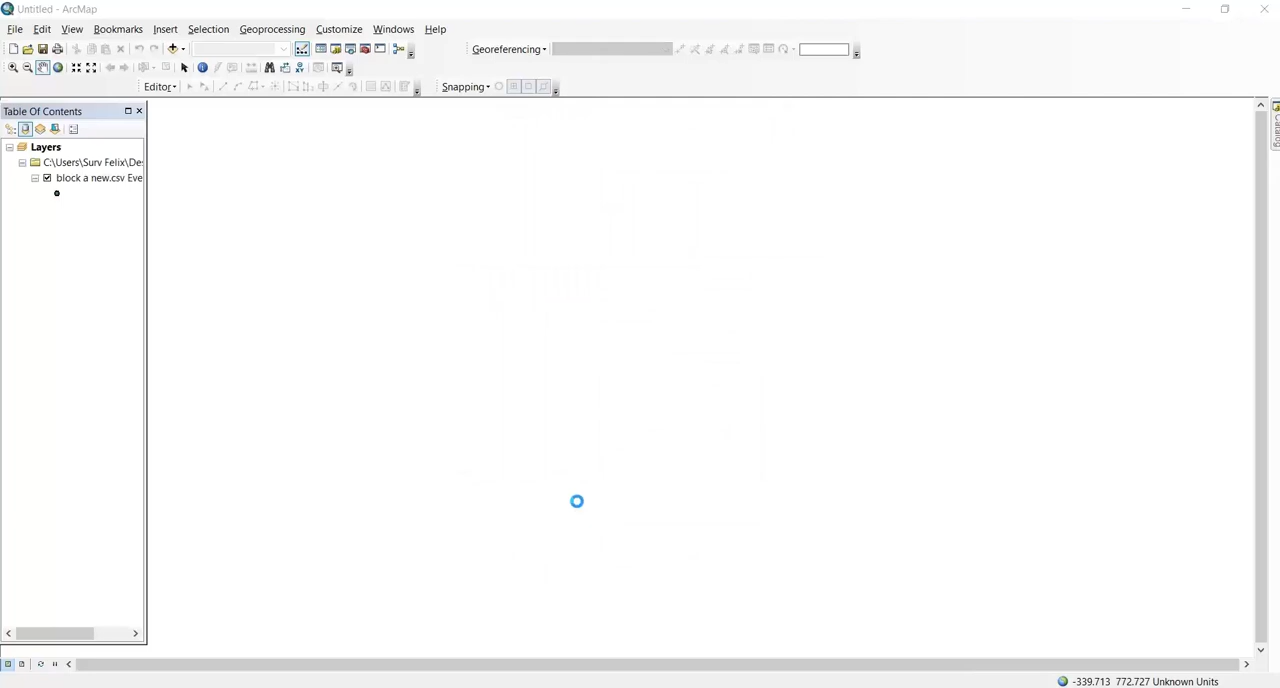 Untitled - ArcMap
File Edit View Bookmarks Insert Selection Geoprocessing Customize Windows Help
Georeferencing
Editor Snapping
Table Of Contents
Layers
C:\Users\Surv Felix\De
block a new.csv Eve
Catalog
-339.713 772.727 Unknown Units